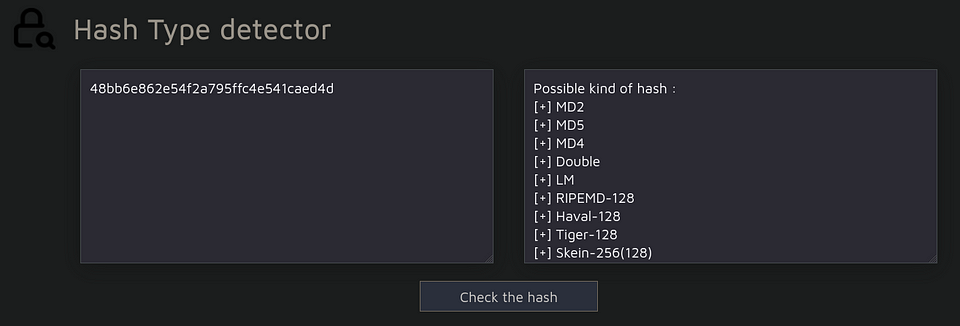 Hash Type detector
48bb6e862e54f2a795ffc4e541caed4d
Possible kind of hash :
[+] MD2
[+] MD5
[+] MD4
[+] Double
[+] LM
[+] RIPEMD-128
[+] Haval-128
[+] Tiger-128
[+] Skein-256(128)
Check the hash